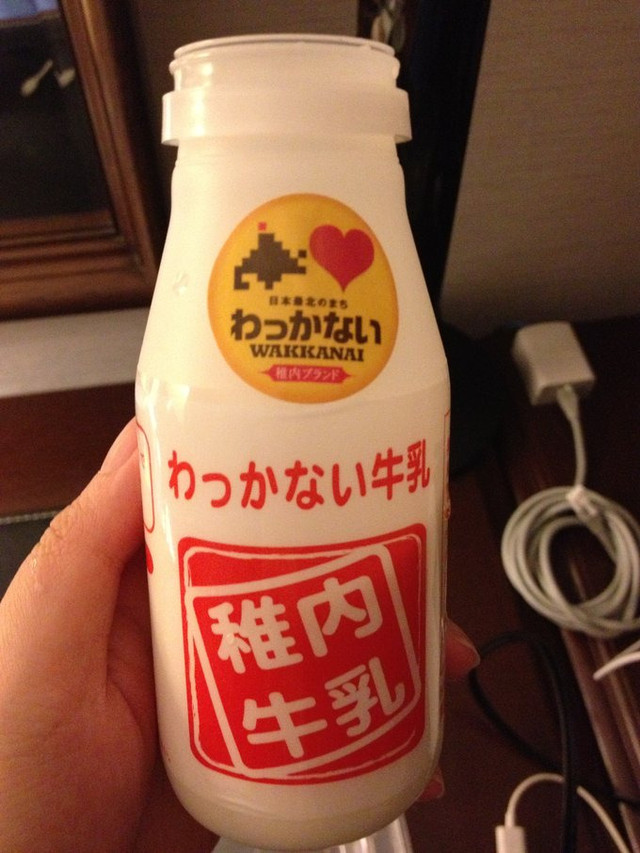 日本最北のまち
わっかない
WAKKANAI
稚内ブランド
わっかない牛乳
稚内
牛乳